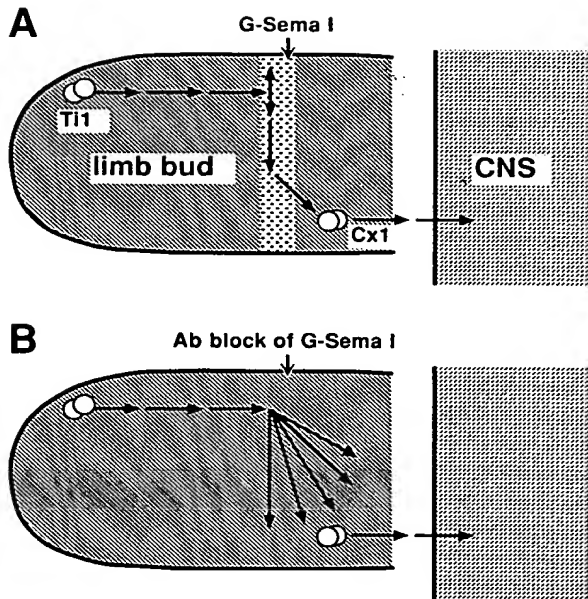 A
G-Sema I
Ti1
limb bud
CNS
Cx1
B
Ab block of G-Sema I